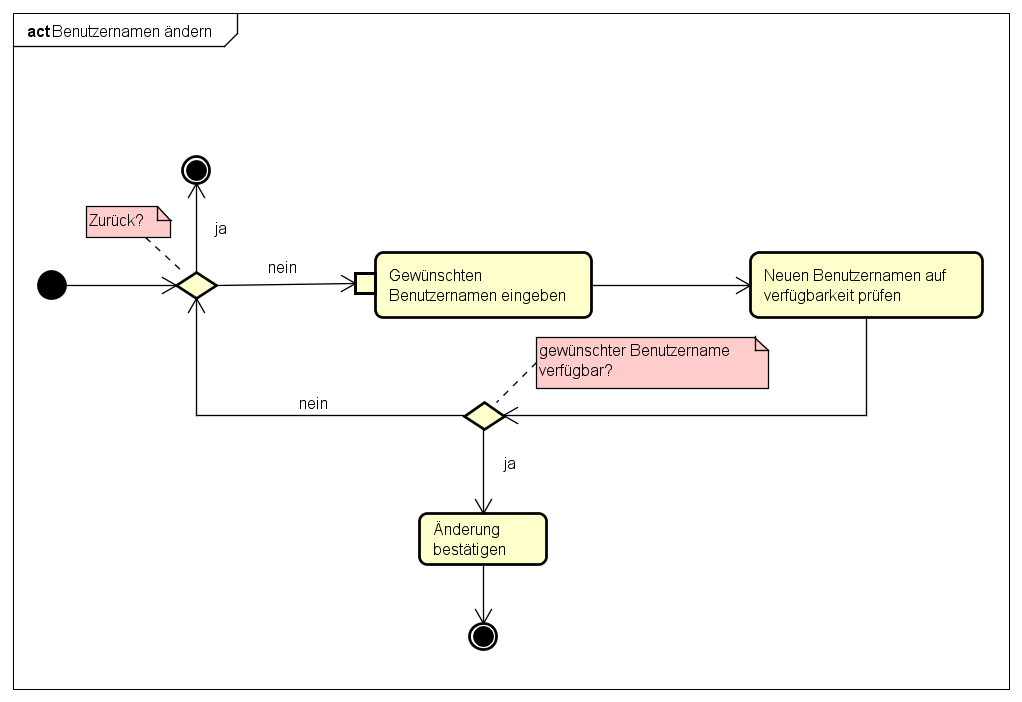 act Benutzernamen ändern
Zurück?
ja
nein
Gewünschten
Benutzernamen eingeben
Neuen Benutzernamen auf
verfügbarkeit prüfen
gewünschter Benutzername
verfügbar?
nein
ja
Änderung
bestätigen